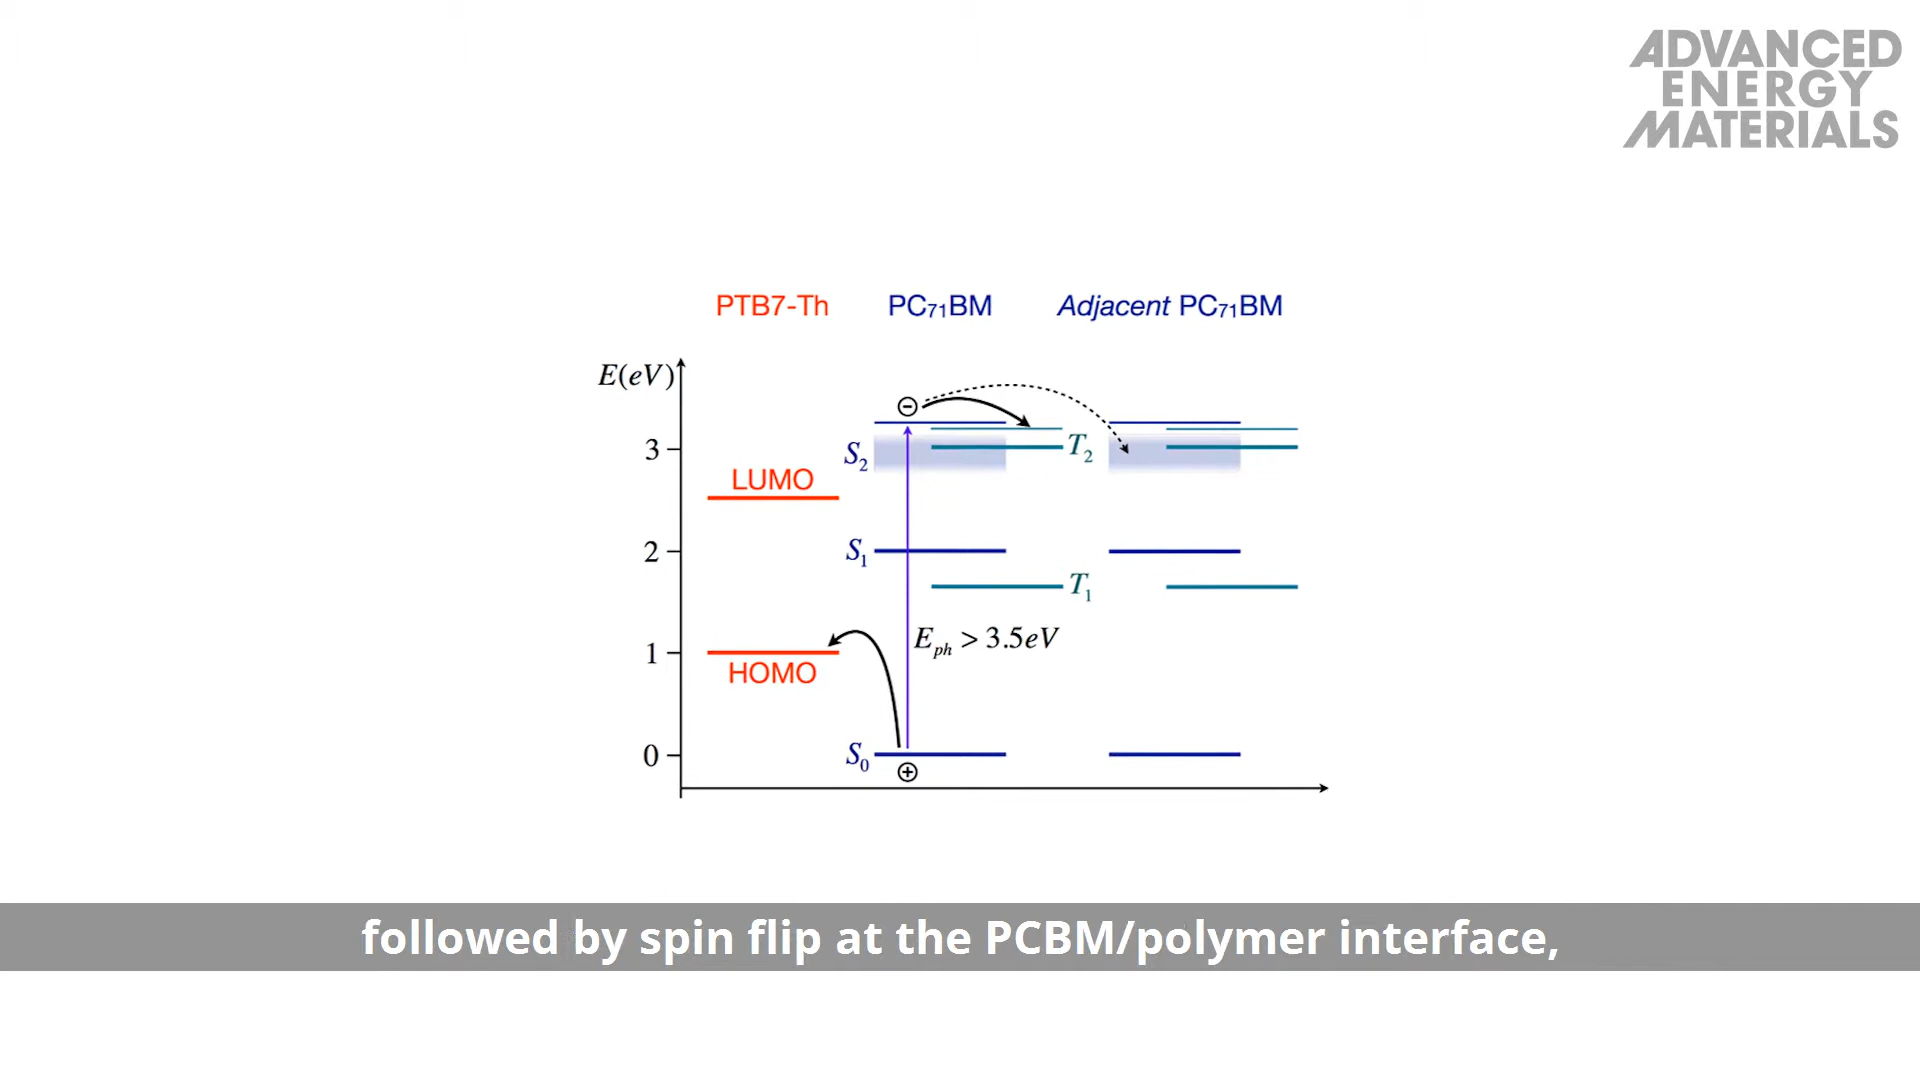 ADVANCED
ENERGY
MATERIALS
PTB7-Th
PC₇₁BM
Adjacent PC₇₁BM
E(eV)
3
S₂
T₂
LUMO
2
S₁
T₁
Eₚₕ > 3.5eV
1
HOMO
0
S₀
followed by spin flip at the PCBM/polymer interface,